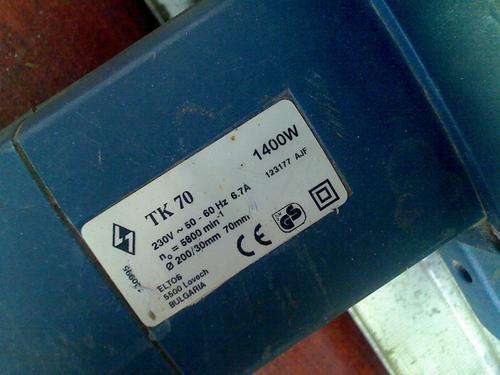 TK 70 1400W
230V ~ 50 - 60 Hz 6.7A 123177 AJF
n₀ = 5800 min⁻¹
Ø 200/30mm 70mm
CE GS
ELTOS
5500 Lovech
BULGARIA